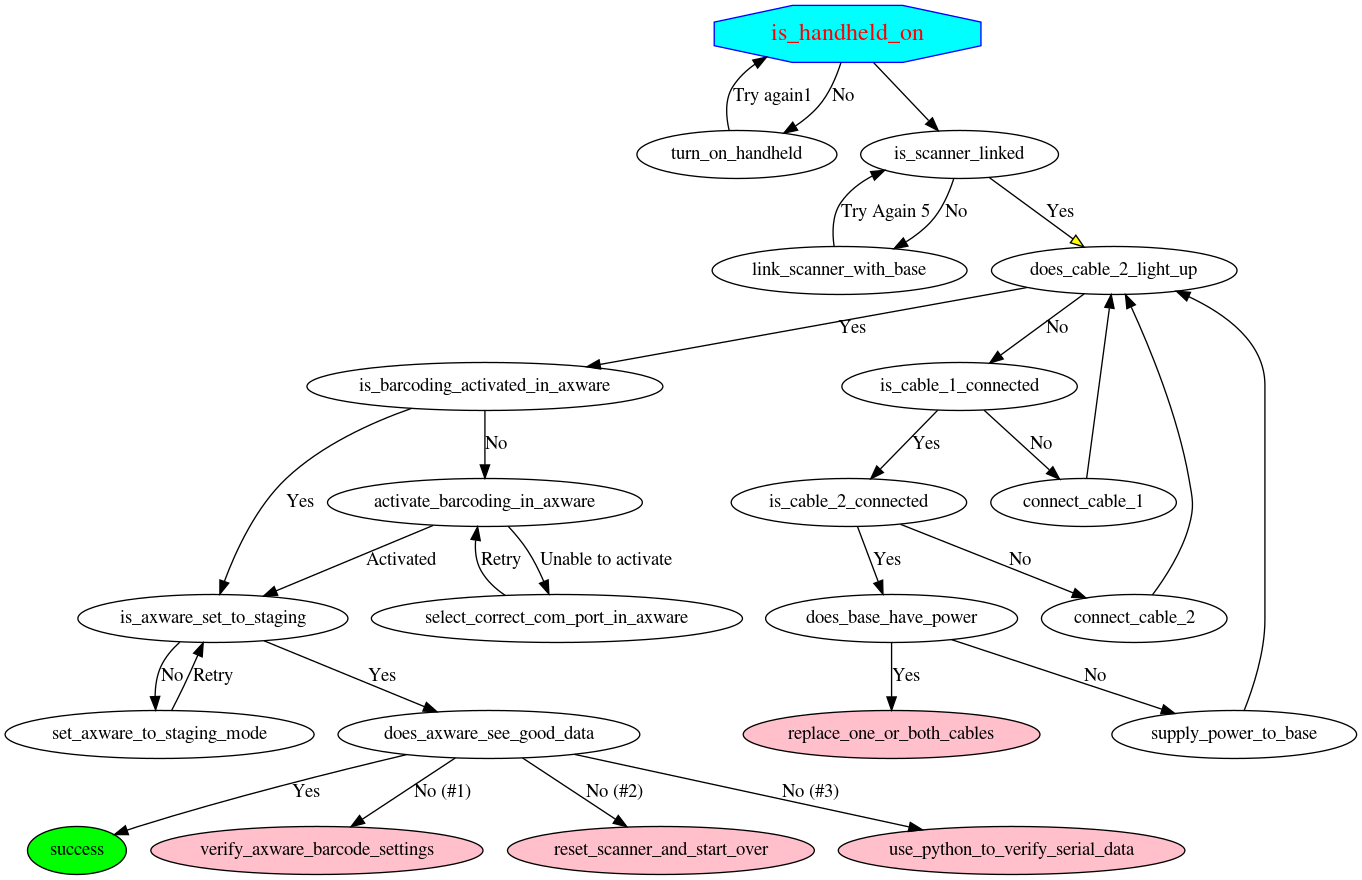 is_handheld_on
Try again1
No
turn_on_handheld
is_scanner_linked
Try Again 5
No
Yes
link_scanner_with_base
does_cable_2_light_up
Yes
No
is_barcoding_activated_in_axware
is_cable_1_connected
No
Yes
No
Yes
activate_barcoding_in_axware
is_cable_2_connected
connect_cable_1
Activated
Retry
Unable to activate
Yes
No
is_axware_set_to_staging
select_correct_com_port_in_axware
does_base_have_power
connect_cable_2
No
Retry
Yes
Yes
No
set_axware_to_staging_mode
does_axware_see_good_data
replace_one_or_both_cables
supply_power_to_base
Yes
No (#1)
No (#2)
No (#3)
success
verify_axware_barcode_settings
reset_scanner_and_start_over
use_python_to_verify_serial_data